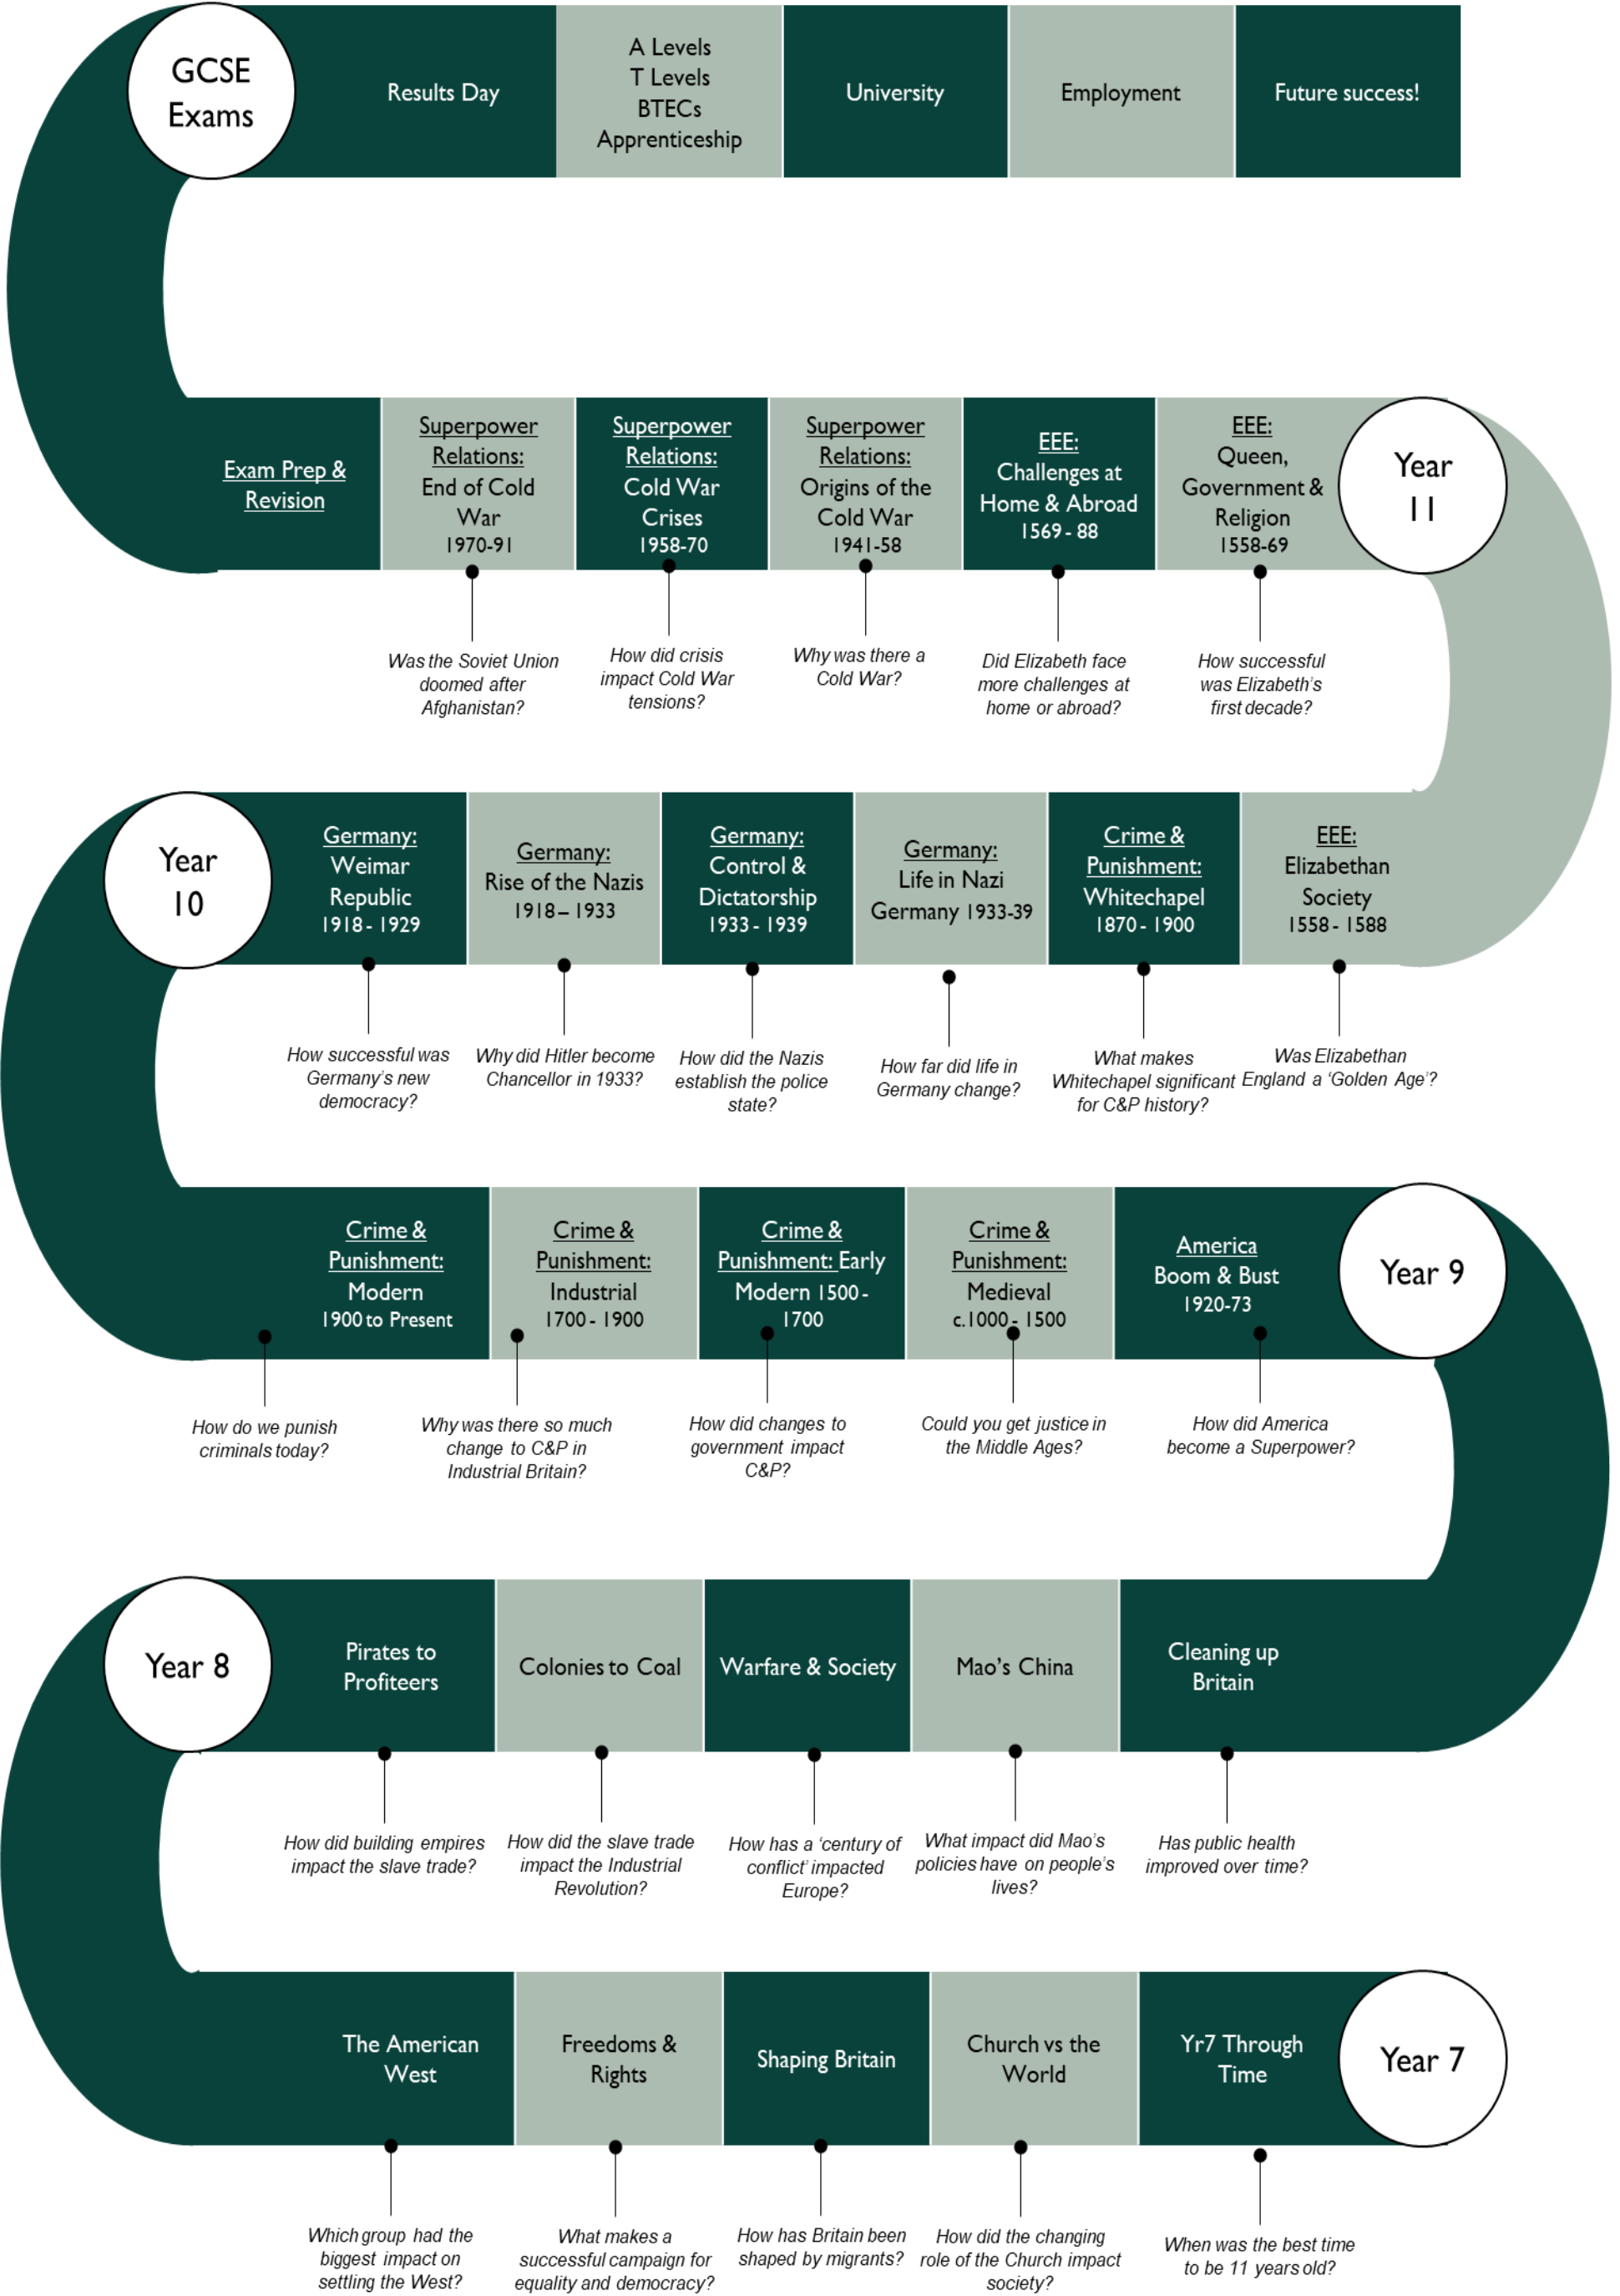 GCSE
Exams
Results Day
A Levels
T Levels
BTECs
Apprenticeship
University
Employment
Future success!
Exam Prep &
Revision
Superpower
Relations:
End of Cold
War
1970-91
Superpower
Relations:
Cold War
Crises
1958-70
Superpower
Relations:
Origins of the
Cold War
1941-58
EEE:
Challenges at
Home & Abroad
1569 - 88
EEE:
Queen,
Government &
Religion
1558-69
Year
11
Was the Soviet Union
doomed after
Afghanistan?
How did crisis
impact Cold War
tensions?
Why was there a
Cold War?
Did Elizabeth face
more challenges at
home or abroad?
How successful
was Elizabeth's
first decade?
Year
10
Germany:
Weimar
Republic
1918 - 1929
Germany:
Rise of the Nazis
1918 – 1933
Germany:
Control &
Dictatorship
1933 - 1939
Germany:
Life in Nazi
Germany 1933-39
Crime &
Punishment:
Whitechapel
1870 - 1900
EEE:
Elizabethan
Society
1558 - 1588
How successful was
Germany's new
democracy?
Why did Hitler become
Chancellor in 1933?
How did the Nazis
establish the police
state?
How far did life in
Germany change?
What makes
Whitechapel significant
for C&P history?
Was Elizabethan
England a 'Golden Age'?
Crime &
Punishment:
Modern
1900 to Present
Crime &
Punishment:
Industrial
1700 - 1900
Crime &
Punishment: Early
Modern 1500 -
1700
Crime &
Punishment:
Medieval
c.1000 - 1500
America
Boom & Bust
1920-73
Year 9
How do we punish
criminals today?
Why was there so much
change to C&P in
Industrial Britain?
How did changes to
government impact
C&P?
Could you get justice in
the Middle Ages?
How did America
become a Superpower?
Year 8
Pirates to
Profiteers
Colonies to Coal
Warfare & Society
Mao's China
Cleaning up
Britain
How did building empires
impact the slave trade?
How did the slave trade
impact the Industrial
Revolution?
How has a 'century of
conflict' impacted
Europe?
What impact did Mao's
policies have on people's
lives?
Has public health
improved over time?
The American
West
Freedoms &
Rights
Shaping Britain
Church vs the
World
Yr7 Through
Time
Year 7
Which group had the
biggest impact on
settling the West?
What makes a
successful campaign for
equality and democracy?
How has Britain been
shaped by migrants?
How did the changing
role of the Church impact
society?
When was the best time
to be 11 years old?